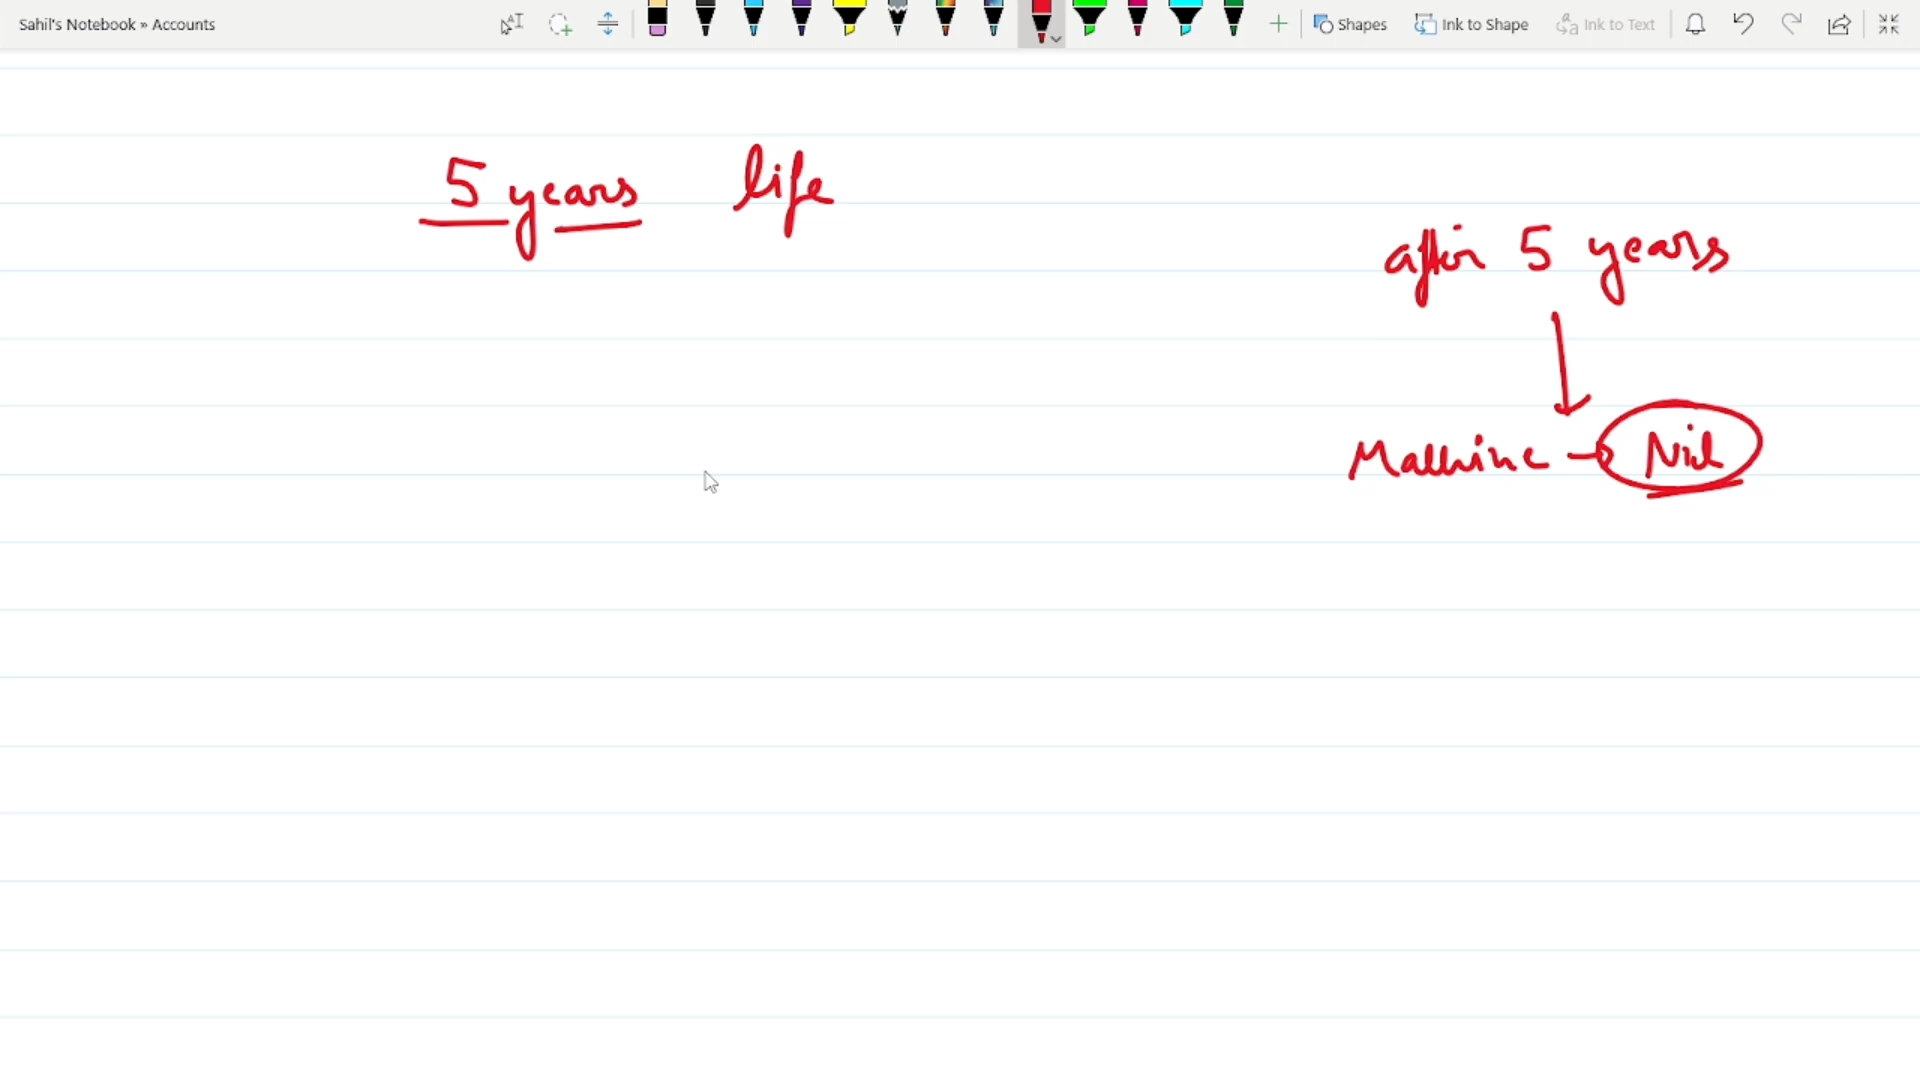 Sahil's Notebook » Accounts
Shapes
Ink to Shape
Ink to Text
5 years life
after 5 years
Machine → Nil